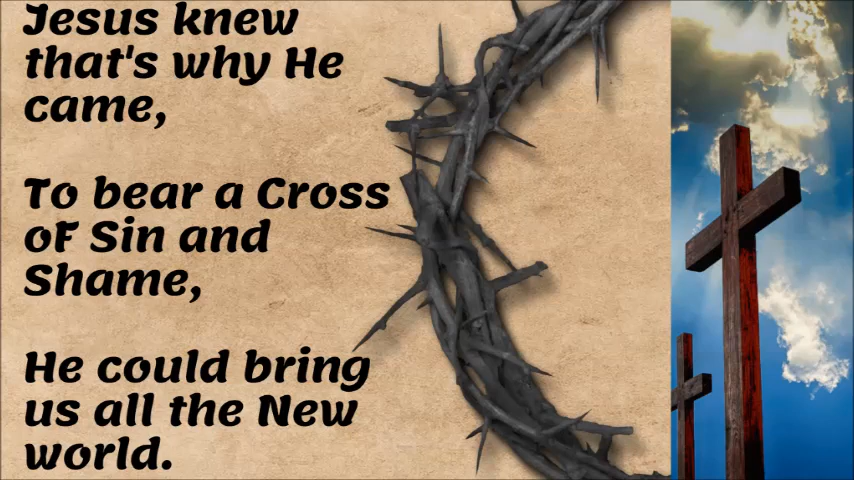 Jesus knew
that's why He
came,
To bear a Cross
oF Sin and
Shame,
He could bring
us all the New
world.